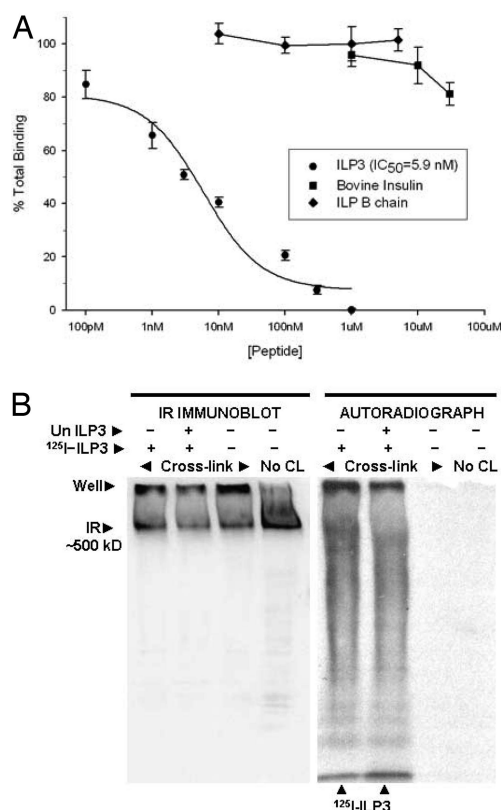 A
% Total Binding
100
80
60
40
20
0
ILP3 (IC50=5.9 nM)
Bovine Insulin
ILP B chain
100pM 1nM 10nM 100nM 1uM 10uM 100uM
[Peptide]
B
IR IMMUNOBLOT AUTORADIOGRAPH
Un ILP3 ► − + − − − + − −
¹²⁵I–ILP3 ► + + − − + + − −
◄ Cross-link ► No CL ◄ Cross-link ► No CL
Well►
IR►
~500 kD
¹²⁵I-ILP3